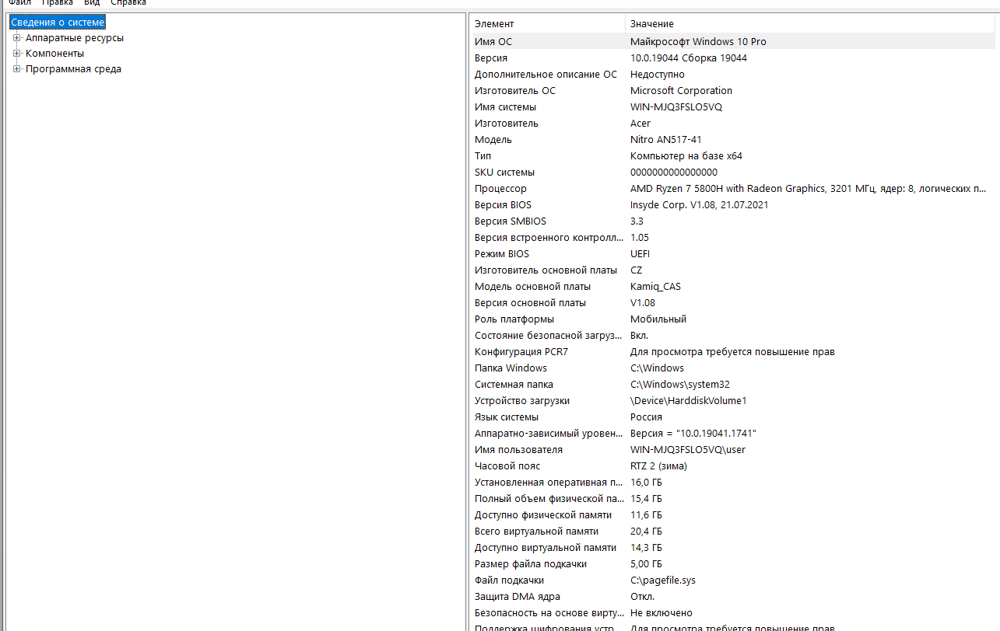 Файл Правка Вид Справка
Сведения о системе
Аппаратные ресурсы
Компоненты
Программная среда
Элемент Значение
Имя ОС Майкрософт Windows 10 Pro
Версия 10.0.19044 Сборка 19044
Дополнительное описание ОС Недоступно
Изготовитель ОС Microsoft Corporation
Имя системы WIN-MJQ3FSLO5VQ
Изготовитель Acer
Модель Nitro AN517-41
Тип Компьютер на базе x64
SKU системы 0000000000000000
Процессор AMD Ryzen 7 5800H with Radeon Graphics, 3201 МГц, ядер: 8, логических п...
Версия BIOS Insyde Corp. V1.08, 21.07.2021
Версия SMBIOS 3.3
Версия встроенного контролл... 1.05
Режим BIOS UEFI
Изготовитель основной платы CZ
Модель основной платы Kamiq_CAS
Версия основной платы V1.08
Роль платформы Мобильный
Состояние безопасной загруз... Вкл.
Конфигурация PCR7 Для просмотра требуется повышение прав
Папка Windows C:\Windows
Системная папка C:\Windows\system32
Устройство загрузки \Device\HarddiskVolume1
Язык системы Россия
Аппаратно-зависимый уровен... Версия = "10.0.19041.1741"
Имя пользователя WIN-MJQ3FSLO5VQ\user
Часовой пояс RTZ 2 (зима)
Установленная оперативная п... 16,0 ГБ
Полный объем физической па... 15,4 ГБ
Доступно физической памяти 11,6 ГБ
Всего виртуальной памяти 20,4 ГБ
Доступно виртуальной памяти 14,3 ГБ
Размер файла подкачки 5,00 ГБ
Файл подкачки C:\pagefile.sys
Защита DMA ядра Откл.
Безопасность на основе вирту... Не включено
Поддержка шифрования устр... Для просмотра требуется повышение прав